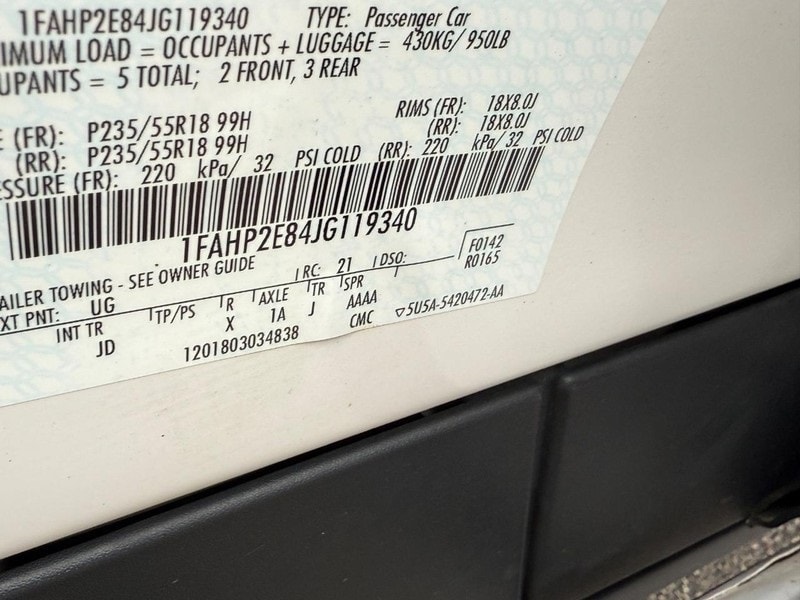 1FAHP2E84JG119340 TYPE: Passenger Car
IMUM LOAD = OCCUPANTS + LUGGAGE = 430KG/950LB
UPANTS = 5 TOTAL; 2 FRONT, 3 REAR
E (FR): P235/55R18 99H RIMS (FR): 18X8.0J
(RR): P235/55R18 99H (RR): 18X8.0J
SSURE (FR): 220 kPa/ 32 PSI COLD (RR): 220 kPa/ 32 PSI COLD
1FAHP2E84JG119340
AILER TOWING - SEE OWNER GUIDE RC: 21 DSO: F0142
XT PNT: UG R0165
INT TR TP/PS R AXLE TR SPR
JD X 1A J AAAA
1201803034838 CMC ▽5U5A-5420472-AA